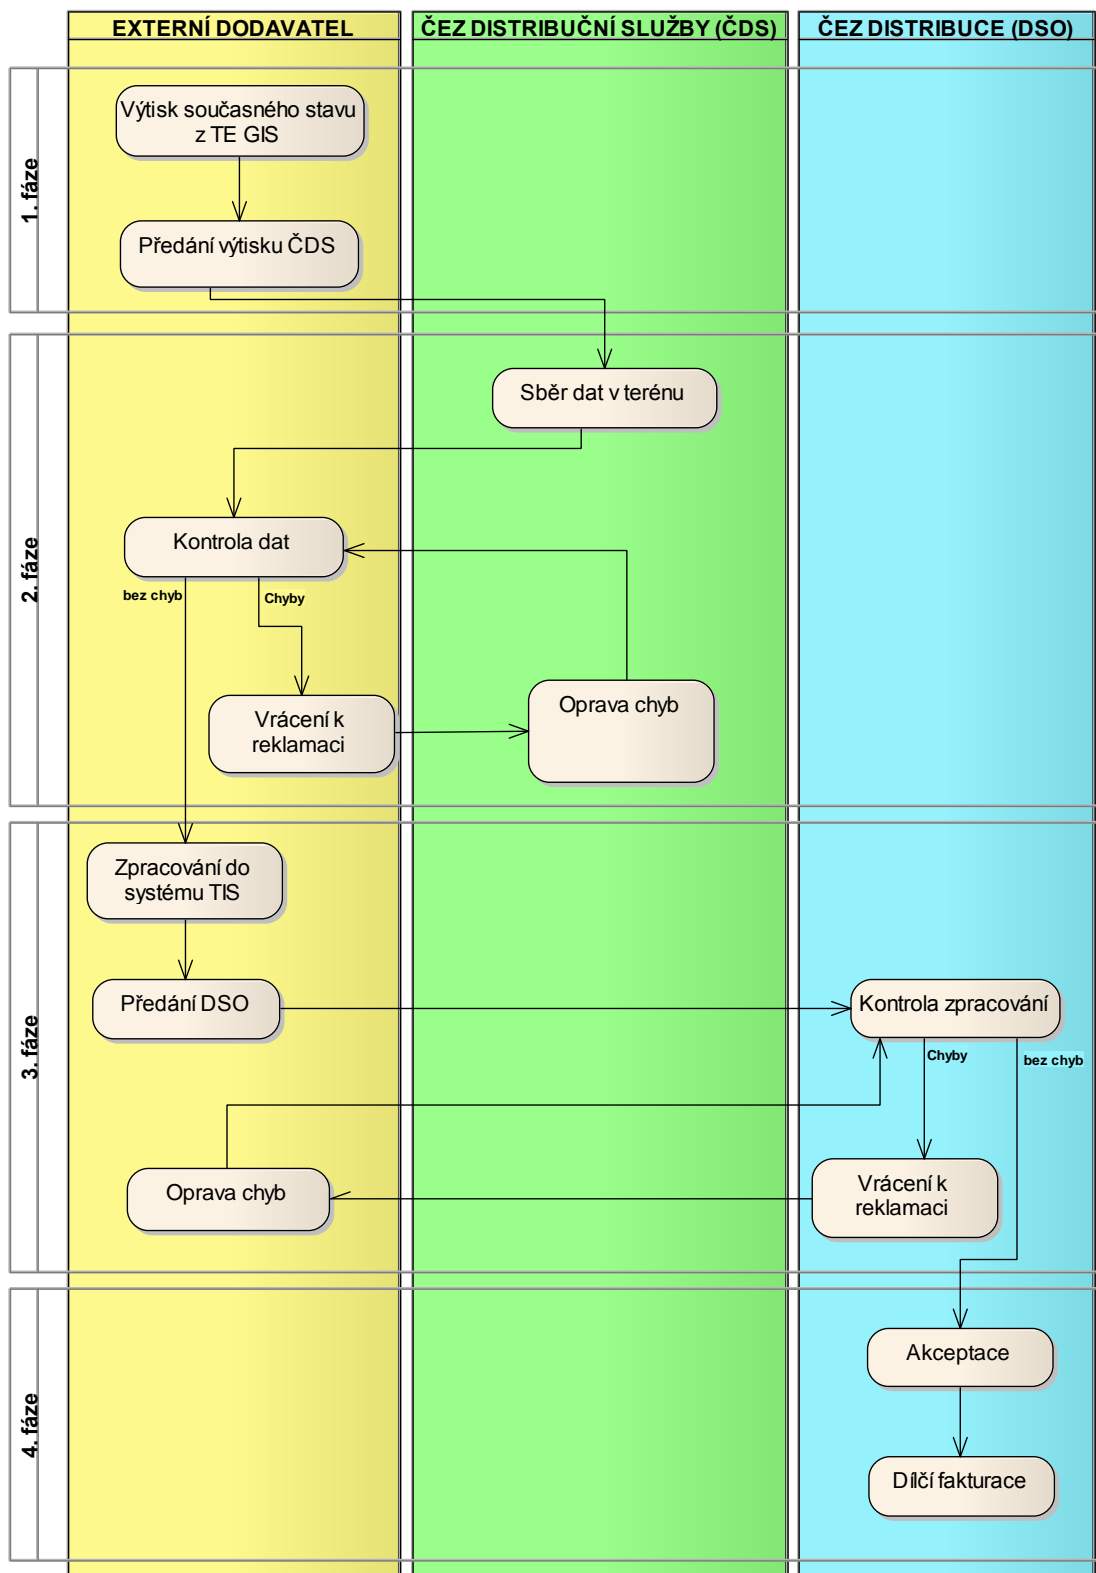 EXTERNÍ DODAVATEL
ČEZ DISTRIBUČNÍ SLUŽBY (ČDS)
ČEZ DISTRIBUCE (DSO)
1. fáze
Výtisk současného stavu
z TE GIS
Předání výtisku ČDS
2. fáze
Sběr dat v terénu
Kontrola dat
bez chyb
Chyby
Vrácení k
reklamaci
Oprava chyb
3. fáze
Zpracování do
systému TIS
Předání DSO
Kontrola zpracování
Chyby
bez chyb
Oprava chyb
Vrácení k
reklamaci
4. fáze
Akceptace
Dílčí fakturace